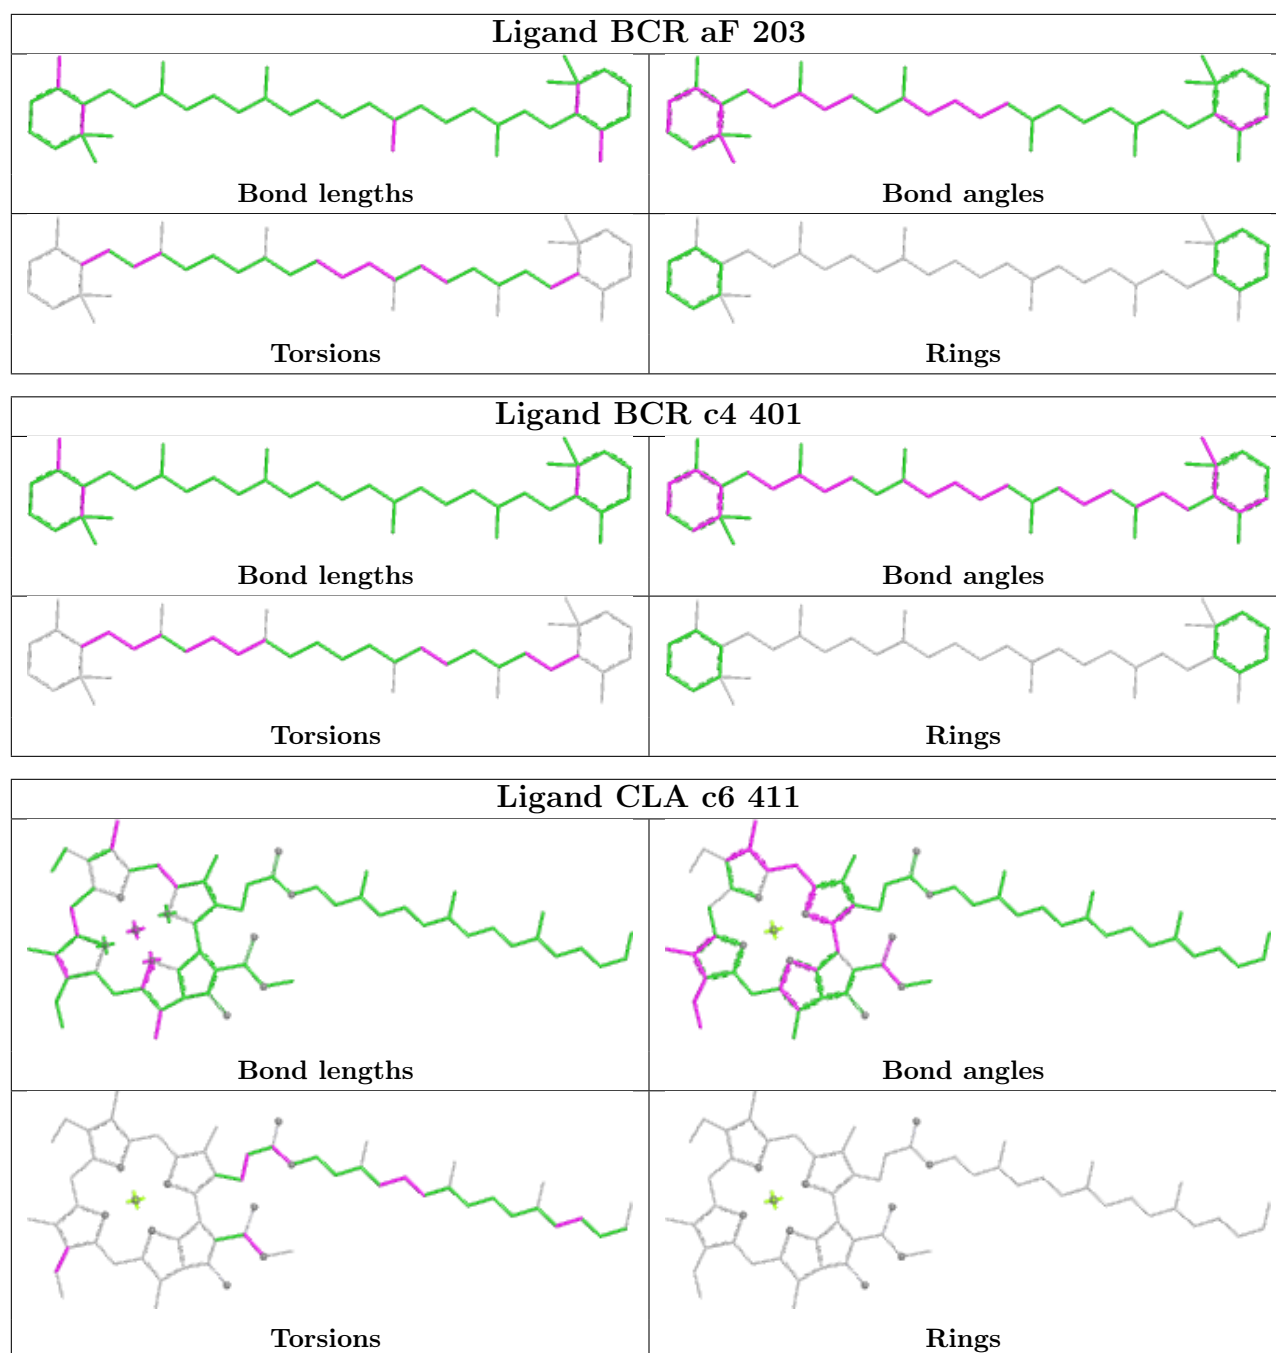 Ligand BCR aF 203
Bond lengths
Bond angles
Torsions
Rings
Ligand BCR c4 401
Bond lengths
Bond angles
Torsions
Rings
Ligand CLA c6 411
Bond lengths
Bond angles
Torsions
Rings